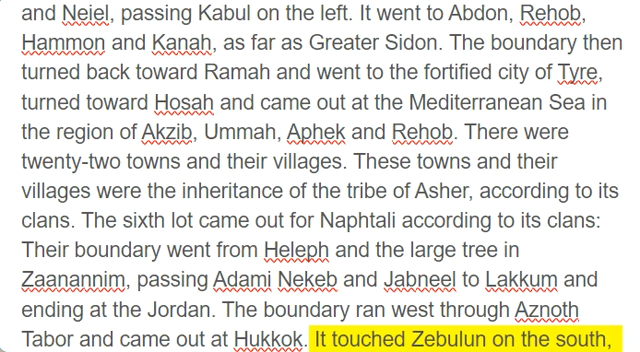 and Neiel, passing Kabul on the left. It went to Abdon, Rehob,
Hammon and Kanah, as far as Greater Sidon. The boundary then
turned back toward Ramah and went to the fortified city of Tyre,
turned toward Hosah and came out at the Mediterranean Sea in
the region of Akzib, Ummah, Aphek and Rehob. There were
twenty-two towns and their villages. These towns and their
villages were the inheritance of the tribe of Asher, according to its
clans. The sixth lot came out for Naphtali according to its clans:
Their boundary went from Heleph and the large tree in
Zaanannim, passing Adami Nekeb and Jabneel to Lakkum and
ending at the Jordan. The boundary ran west through Aznoth
Tabor and came out at Hukkok. It touched Zebulun on the south,